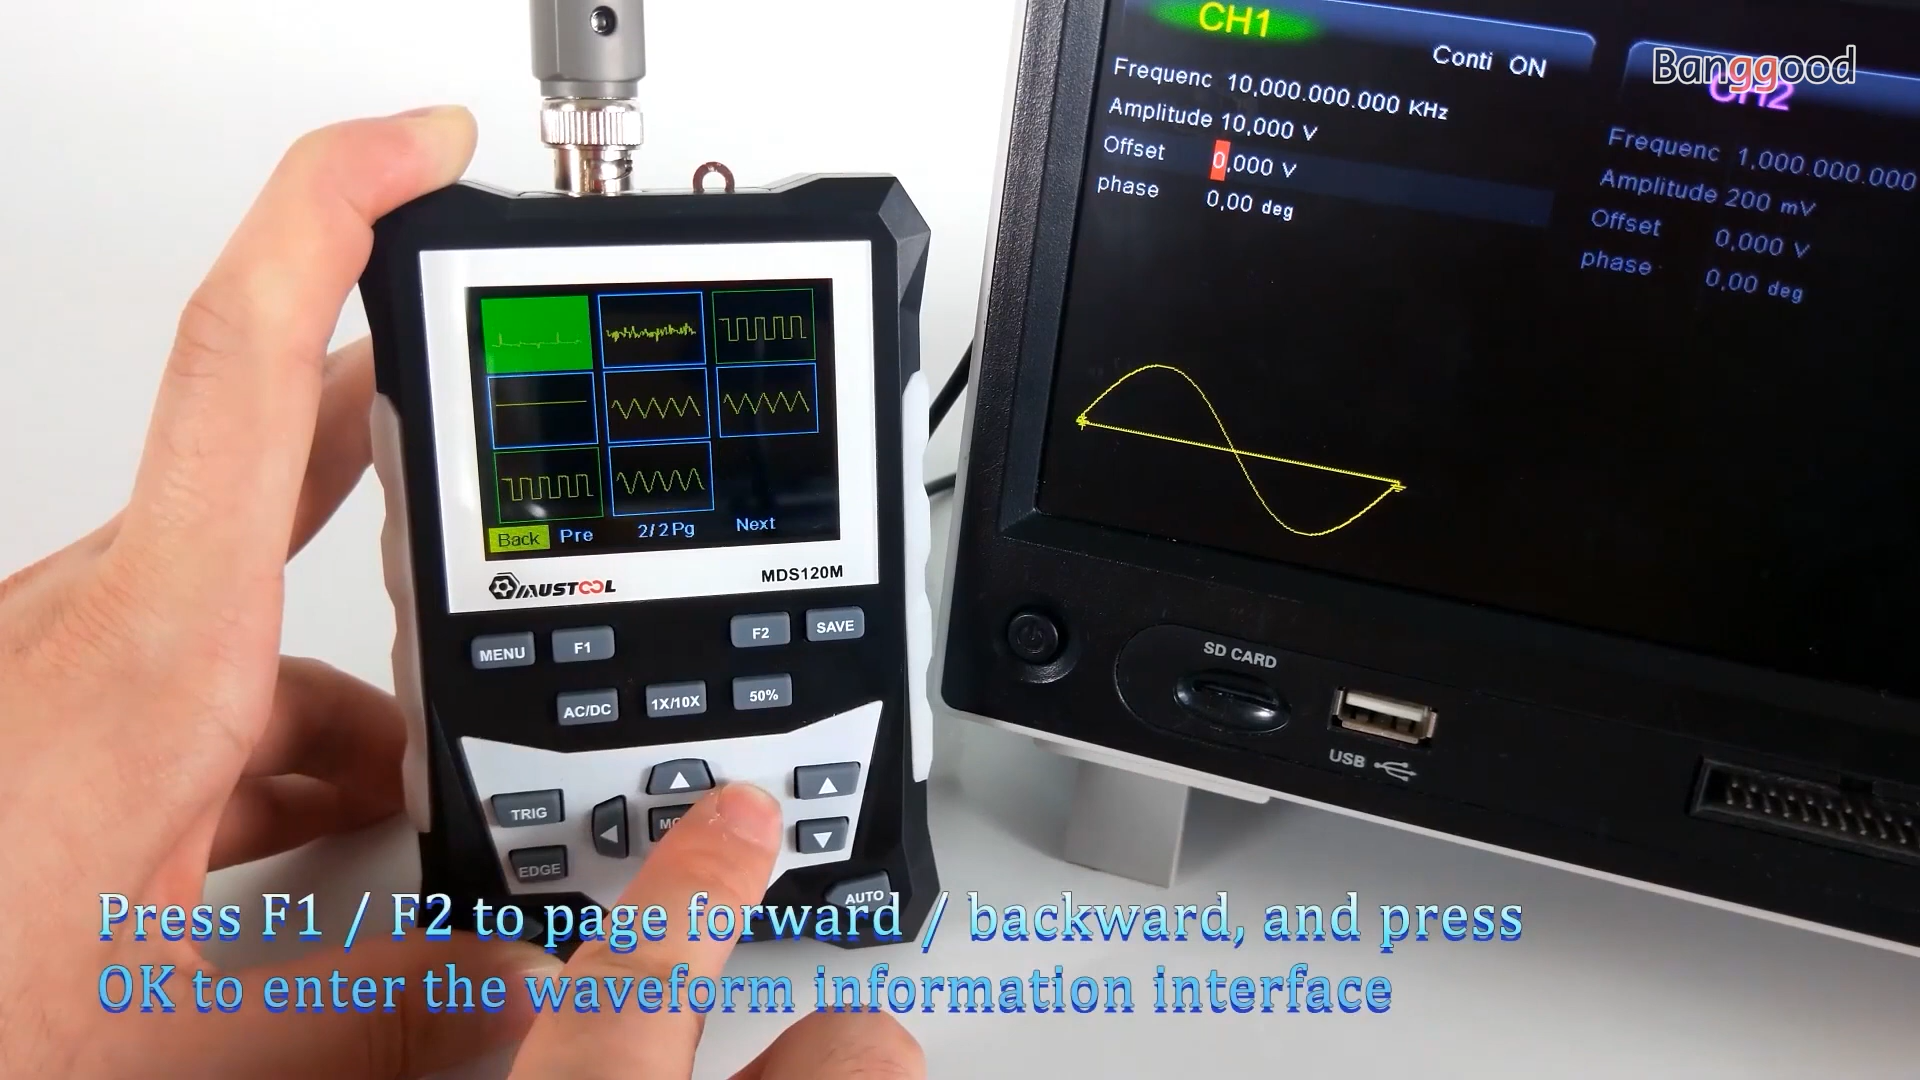 CH1
Conti ON
Frequenc 10,000.000.000 KHz
Amplitude 10,000 V
Offset 0,000 V
phase 0,00 deg
Banggood
CH2
Frequenc 1,000.000.000
Amplitude 200 mV
Offset 0,000 V
phase 0,00 deg
Back Pre 2/2Pg Next
MUSTOOL
MDS120M
MENU F1 F2 SAVE
AC/DC 1X/10X 50%
TRIG
EDGE
AUTO
SD CARD
USB
Press F1 / F2 to page forward / backward, and press
OK to enter the waveform information interface